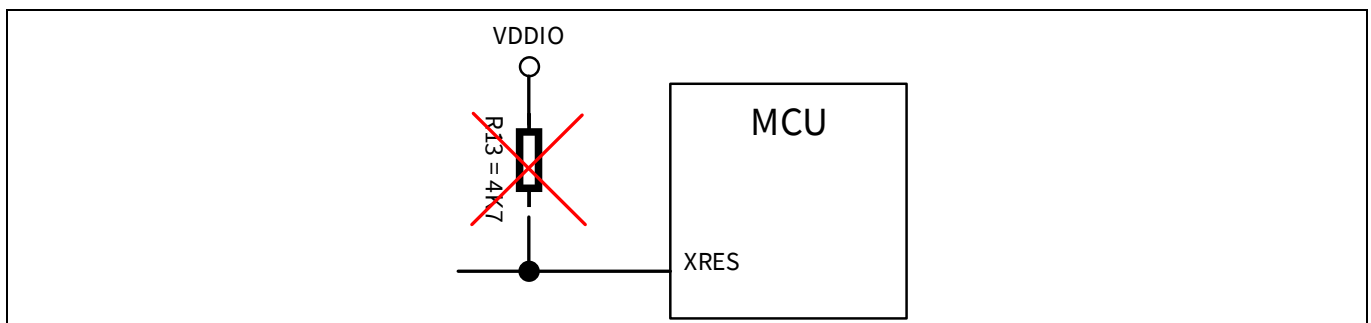 VDDIO
R13 = 4K7
MCU
XRES